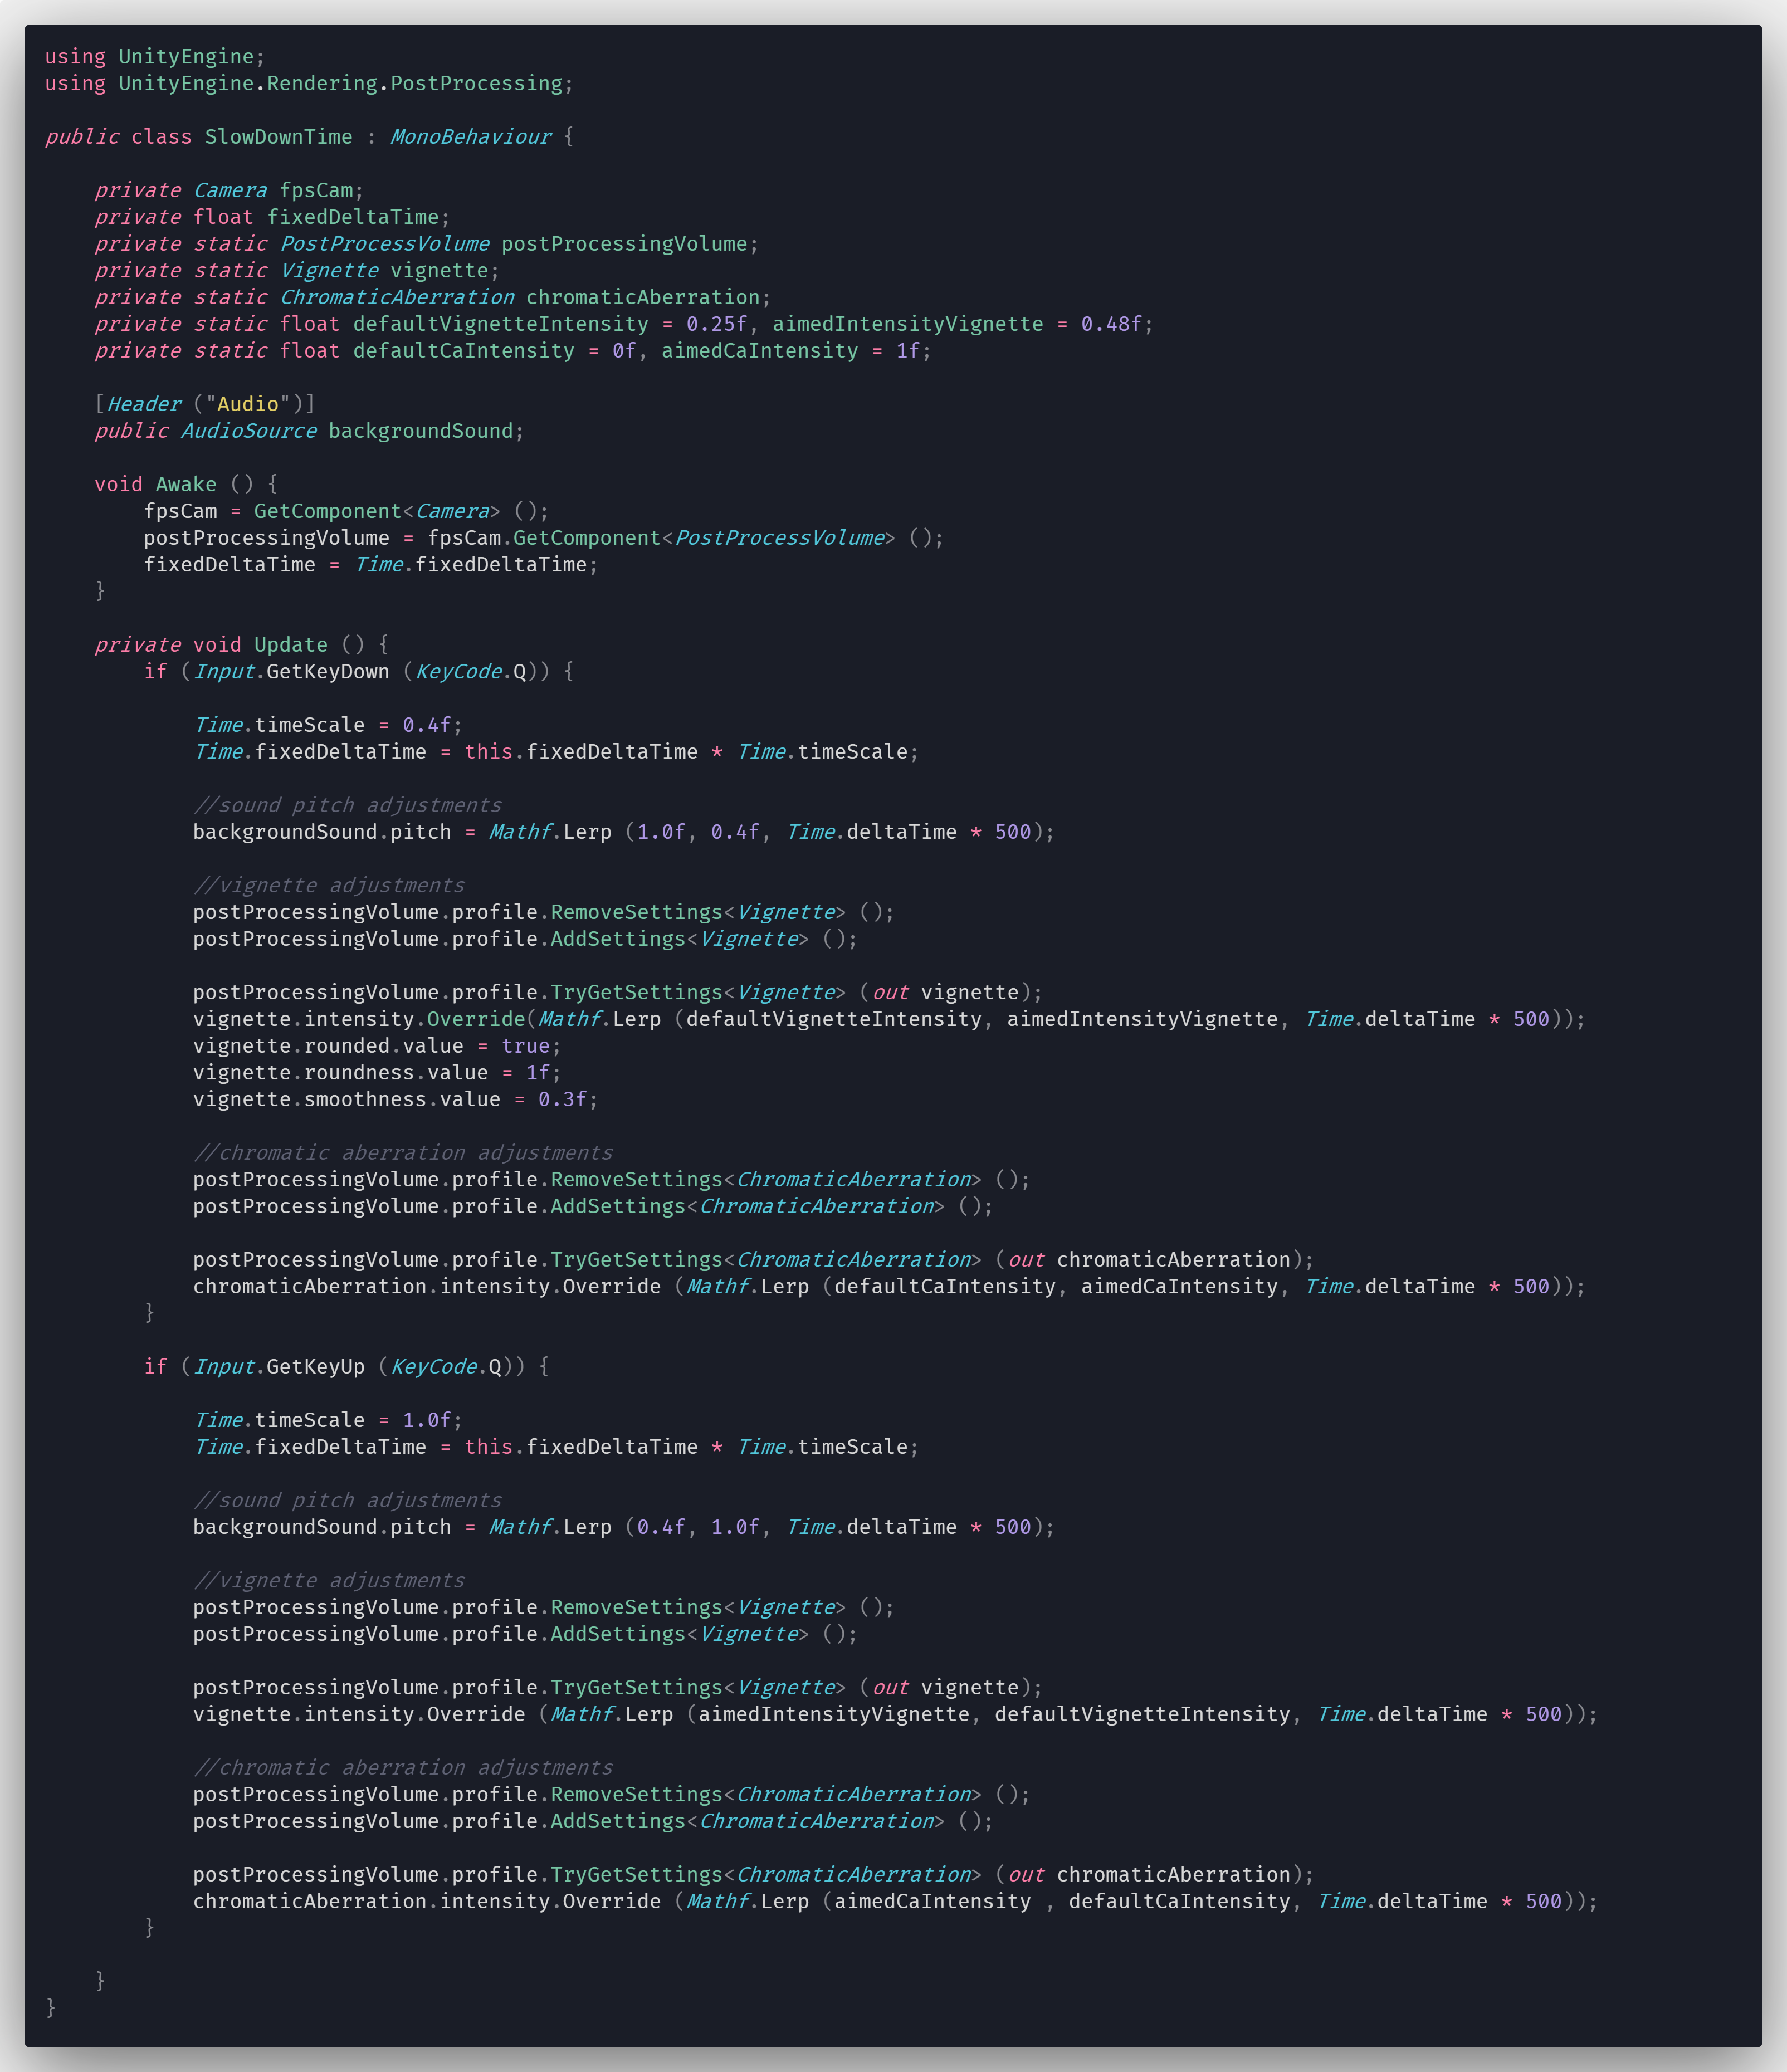 using UnityEngine;
using UnityEngine.Rendering.PostProcessing;

public class SlowDownTime : MonoBehaviour {

    private Camera fpsCam;
    private float fixedDeltaTime;
    private static PostProcessVolume postProcessingVolume;
    private static Vignette vignette;
    private static ChromaticAberration chromaticAberration;
    private static float defaultVignetteIntensity = 0.25f, aimedIntensityVignette = 0.48f;
    private static float defaultCaIntensity = 0f, aimedCaIntensity = 1f;

    [Header ("Audio")]
    public AudioSource backgroundSound;

    void Awake () {
        fpsCam = GetComponent<Camera> ();
        postProcessingVolume = fpsCam.GetComponent<PostProcessVolume> ();
        fixedDeltaTime = Time.fixedDeltaTime;
    }

    private void Update () {
        if (Input.GetKeyDown (KeyCode.Q)) {

            Time.timeScale = 0.4f;
            Time.fixedDeltaTime = this.fixedDeltaTime * Time.timeScale;

            //sound pitch adjustments
            backgroundSound.pitch = Mathf.Lerp (1.0f, 0.4f, Time.deltaTime * 500);

            //vignette adjustments
            postProcessingVolume.profile.RemoveSettings<Vignette> ();
            postProcessingVolume.profile.AddSettings<Vignette> ();

            postProcessingVolume.profile.TryGetSettings<Vignette> (out vignette);
            vignette.intensity.Override(Mathf.Lerp (defaultVignetteIntensity, aimedIntensityVignette, Time.deltaTime * 500));
            vignette.rounded.value = true;
            vignette.roundness.value = 1f;
            vignette.smoothness.value = 0.3f;

            //chromatic aberration adjustments
            postProcessingVolume.profile.RemoveSettings<ChromaticAberration> ();
            postProcessingVolume.profile.AddSettings<ChromaticAberration> ();

            postProcessingVolume.profile.TryGetSettings<ChromaticAberration> (out chromaticAberration);
            chromaticAberration.intensity.Override (Mathf.Lerp (defaultCaIntensity, aimedCaIntensity, Time.deltaTime * 500));
        }

        if (Input.GetKeyUp (KeyCode.Q)) {

            Time.timeScale = 1.0f;
            Time.fixedDeltaTime = this.fixedDeltaTime * Time.timeScale;

            //sound pitch adjustments
            backgroundSound.pitch = Mathf.Lerp (0.4f, 1.0f, Time.deltaTime * 500);

            //vignette adjustments
            postProcessingVolume.profile.RemoveSettings<Vignette> ();
            postProcessingVolume.profile.AddSettings<Vignette> ();

            postProcessingVolume.profile.TryGetSettings<Vignette> (out vignette);
            vignette.intensity.Override (Mathf.Lerp (aimedIntensityVignette, defaultVignetteIntensity, Time.deltaTime * 500));

            //chromatic aberration adjustments
            postProcessingVolume.profile.RemoveSettings<ChromaticAberration> ();
            postProcessingVolume.profile.AddSettings<ChromaticAberration> ();

            postProcessingVolume.profile.TryGetSettings<ChromaticAberration> (out chromaticAberration);
            chromaticAberration.intensity.Override (Mathf.Lerp (aimedCaIntensity , defaultCaIntensity, Time.deltaTime * 500));
        }

    }
}